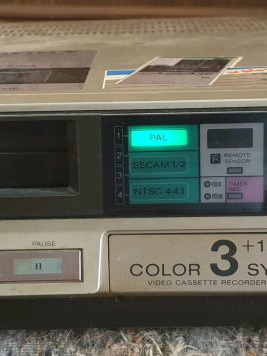 1 PAL
2
SECAM 1/2
3
4 NTSC 4.43
R REMOTE SENSOR
TIMER REC
PAUSE
COLOR 3+1 SY
VIDEO CASSETTE RECORDER